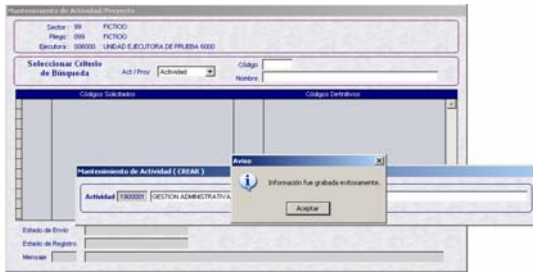 Mantenimiento de Actividad/Proyecto
Sector : 99 FICTICIO
Pliego : 099 FICTICIO
Ejecutora : 006000 UNIDAD EJECUTORA DE PRUEBA 6000
Seleccionar Criterio de Búsqueda
Act / Proy Actividad
Código
Nombre
Códigos Solicitados Códigos Definitivos
Aviso
Mantenimiento de Actividad ( CREAR )
Información fue grabada exitosamente.
Actividad 1900001 GESTION ADMINISTRATIVA
Aceptar
Estado de Envío
Estado de Registro
Mensaje